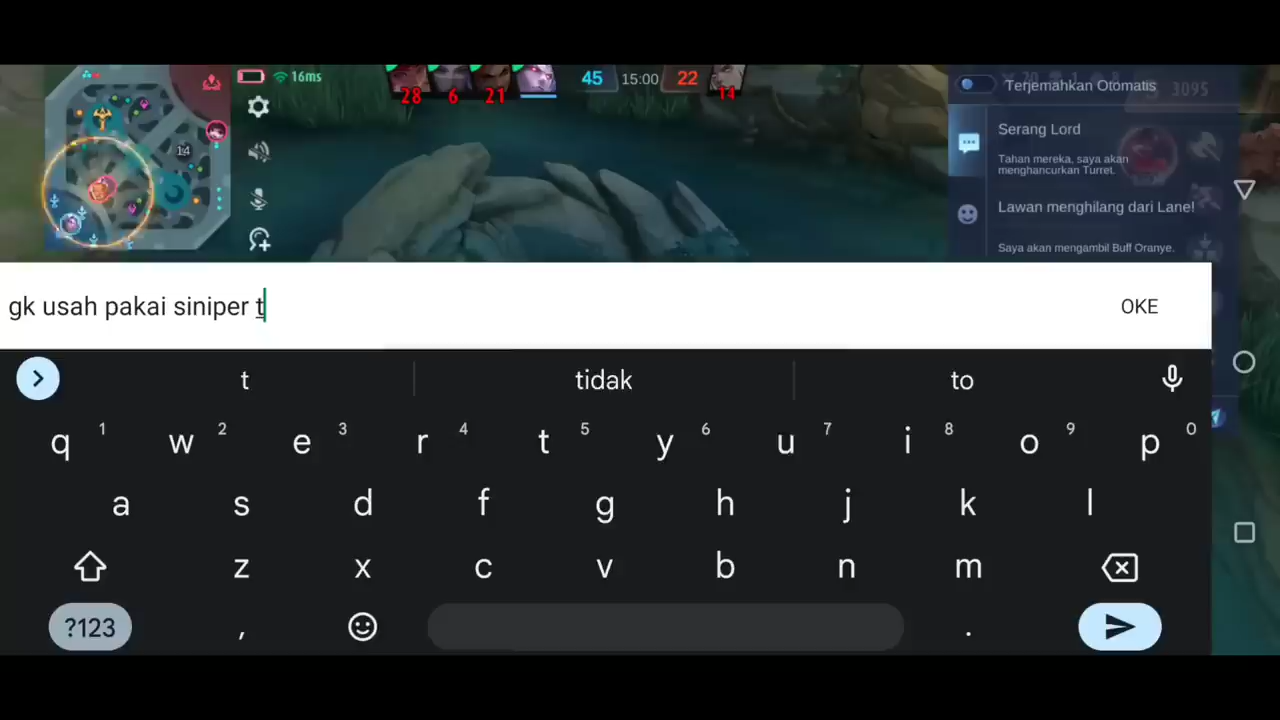 16ms
28
6
21
45
15:00
22
14
14
Terjemahkan Otomatis
3095
Serang Lord
Tahan mereka, saya akan
menghancurkan Turret.
Lawan menghilang dari Lane!
Saya akan mengambil Buff Oranye.
gk usah pakai siniper t
OKE
t
tidak
to
q 1 w 2 e 3 r 4 t 5 y 6 u 7 i 8 o 9 p 0
a s d f g h j k l
z x c v b n m
?123 , .